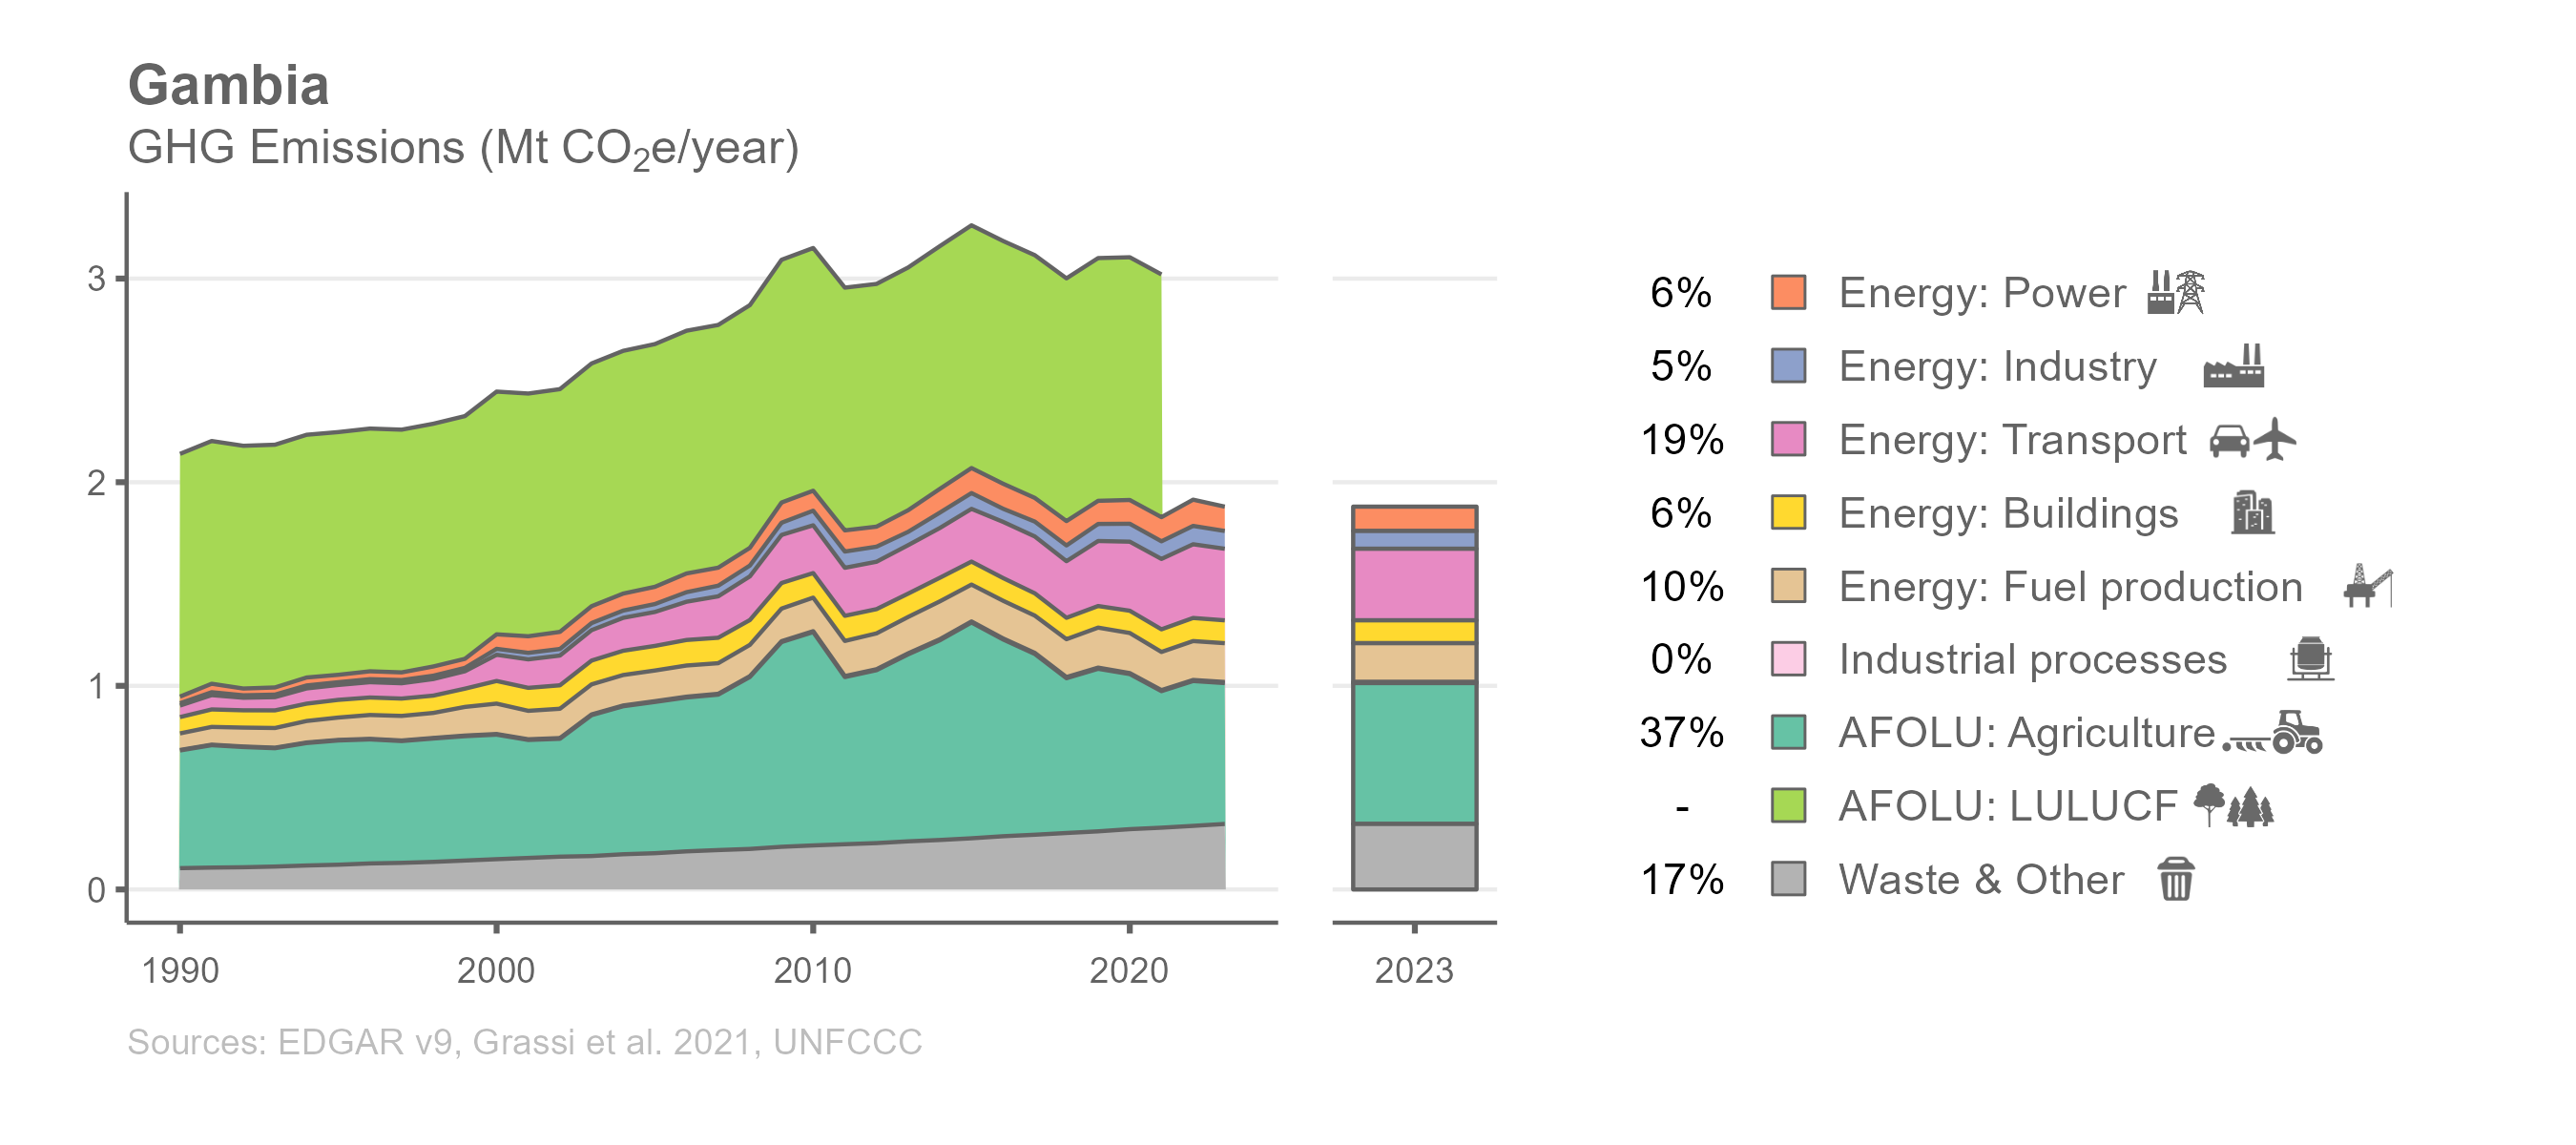 Gambia
GHG Emissions (Mt CO₂e/year)
3
2
1
0
1990 2000 2010 2020 2023
6% Energy: Power
5% Energy: Industry
19% Energy: Transport
6% Energy: Buildings
10% Energy: Fuel production
0% Industrial processes
37% AFOLU: Agriculture
- AFOLU: LULUCF
17% Waste & Other
Sources: EDGAR v9, Grassi et al. 2021, UNFCCC